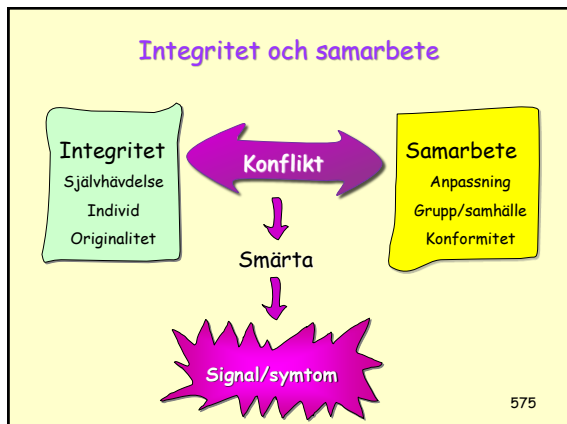 Integritet och samarbete
Integritet
Självhävdelse
Individ
Originalitet
Konflikt
Samarbete
Anpassning
Grupp/samhälle
Konformitet
Smärta
Signal/symtom
575